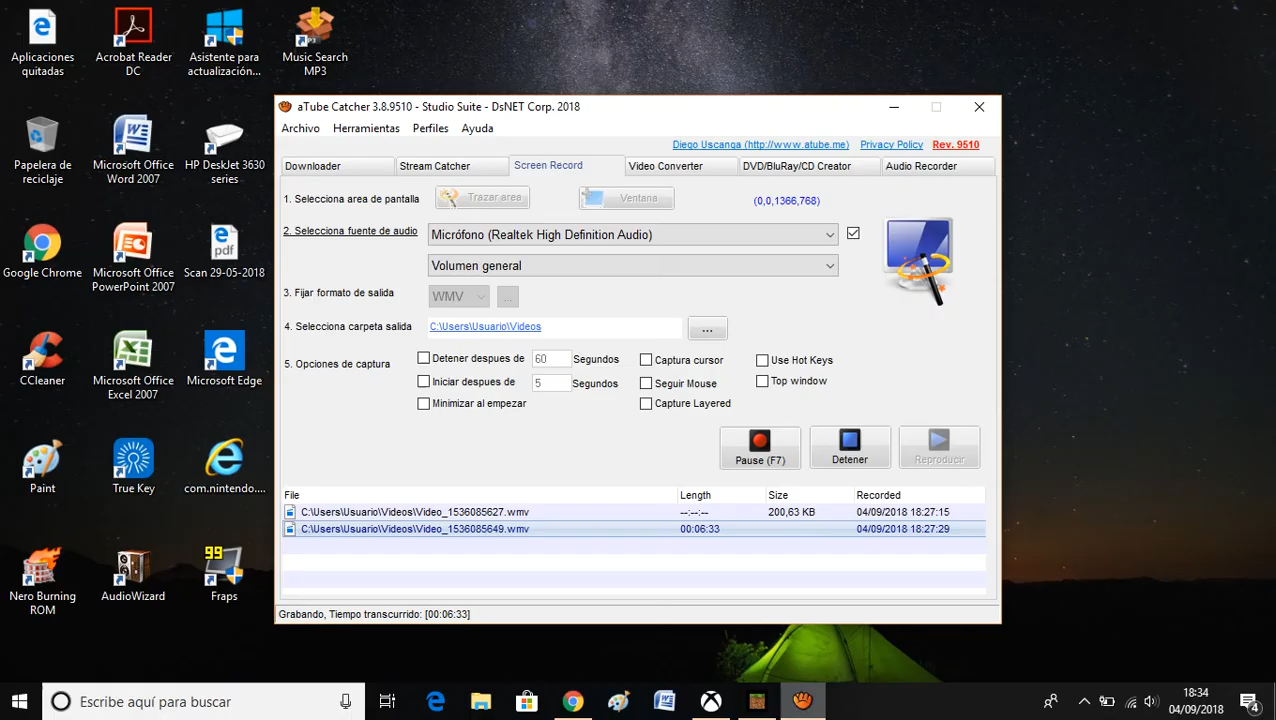 Aplicaciones quitadas
Acrobat Reader DC
Asistente para actualización...
Music Search MP3
Papelera de reciclaje
Microsoft Office Word 2007
HP DeskJet 3630 series
Google Chrome
Microsoft Office PowerPoint 2007
Scan 29-05-2018
pdf
CCleaner
Microsoft Office Excel 2007
Microsoft Edge
Paint
True Key
com.nintendo....
99
Nero Burning ROM
AudioWizard
Fraps
aTube Catcher 3.8.9510 - Studio Suite - DsNET Corp. 2018
Archivo Herramientas Perfiles Ayuda
Diego Uscanga (http://www.atube.me) Privacy Policy Rev. 9510
Downloader Stream Catcher Screen Record Video Converter DVD/BluRay/CD Creator Audio Recorder
1. Selecciona area de pantalla Trazar area Ventana (0,0,1366,768)
2. Selecciona fuente de audio Micrófono (Realtek High Definition Audio)
Volumen general
3. Fijar formato de salida WMV ...
4. Selecciona carpeta salida C:\Users\Usuario\Videos ...
5. Opciones de captura Detener despues de 60 Segundos Captura cursor Use Hot Keys
Iniciar despues de 5 Segundos Seguir Mouse Top window
Minimizar al empezar Capture Layered
Pause (F7) Detener Reproducir
File Length Size Recorded
C:\Users\Usuario\Videos\Video_1536085627.wmv --:--:-- 200,63 KB 04/09/2018 18:27:15
C:\Users\Usuario\Videos\Video_1536085649.wmv 00:06:33 04/09/2018 18:27:29
Grabando, Tiempo transcurrido: [00:06:33]
Escribe aquí para buscar
18:34
04/09/2018
4